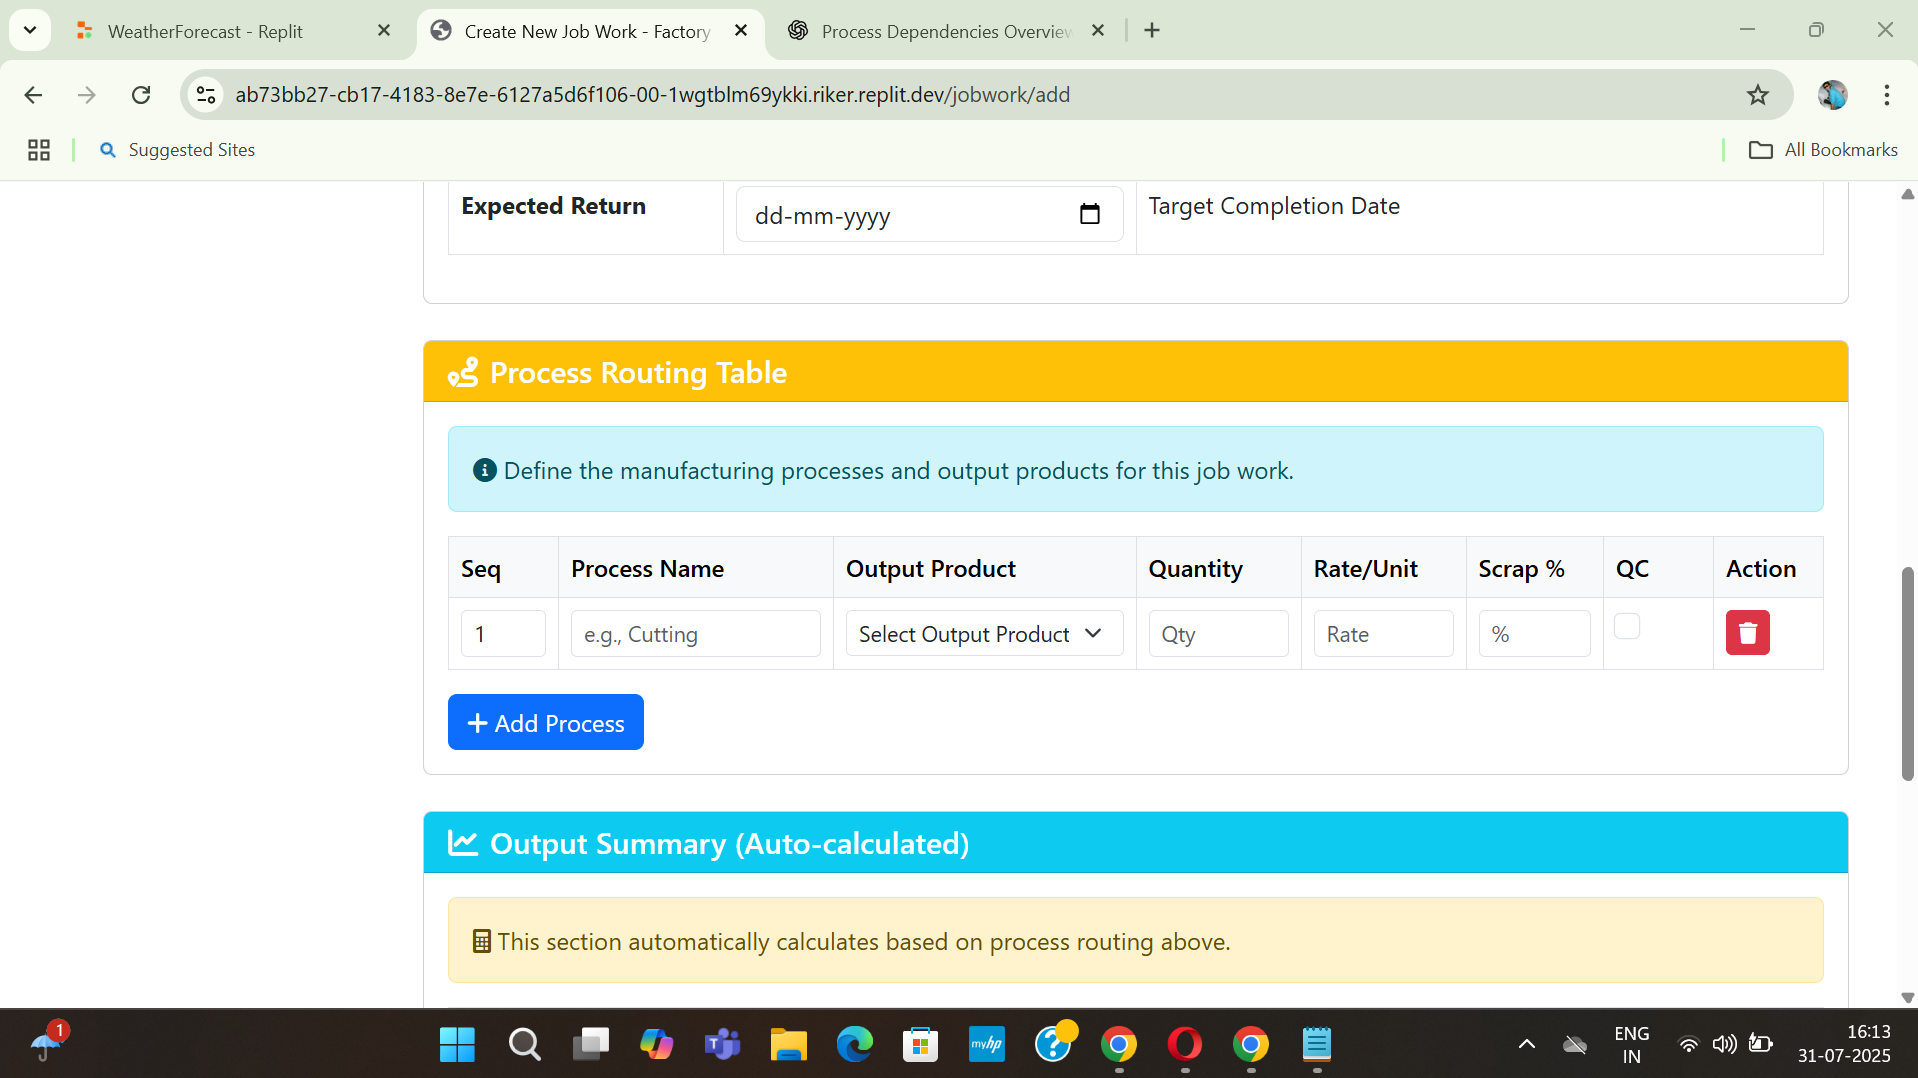 WeatherForecast - Replit
Create New Job Work - Factory
Process Dependencies Overview
ab73bb27-cb17-4183-8e7e-6127a5d6f106-00-1wgtblm69ykki.riker.replit.dev/jobwork/add
Suggested Sites
All Bookmarks
Expected Return
dd-mm-yyyy
Target Completion Date
Process Routing Table
Define the manufacturing processes and output products for this job work.
Seq Process Name Output Product Quantity Rate/Unit Scrap % QC Action
1 e.g., Cutting Select Output Product Qty Rate %
+ Add Process
Output Summary (Auto-calculated)
This section automatically calculates based on process routing above.
1
myhp
ENG
IN
16:13
31-07-2025